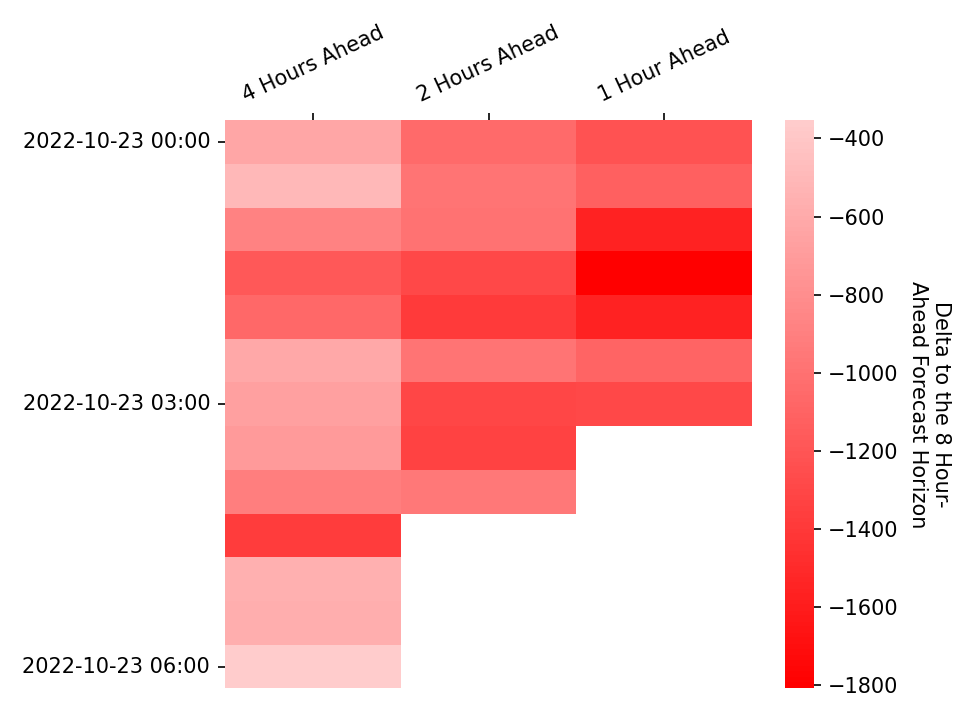 4 Hours Ahead
2 Hours Ahead
1 Hour Ahead
2022-10-23 00:00
2022-10-23 03:00
2022-10-23 06:00
−400
−600
−800
−1000
−1200
−1400
−1600
−1800
Delta to the 8 Hour-
Ahead Forecast Horizon